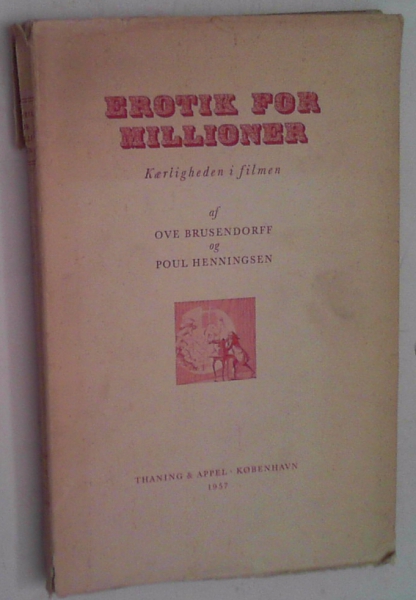 EROTIK FOR
MILLIONER
Kærligheden i filmen
af
OVE BRUSENDORFF
og
POUL HENNINGSEN
THANING & APPEL · KØBENHAVN
1957